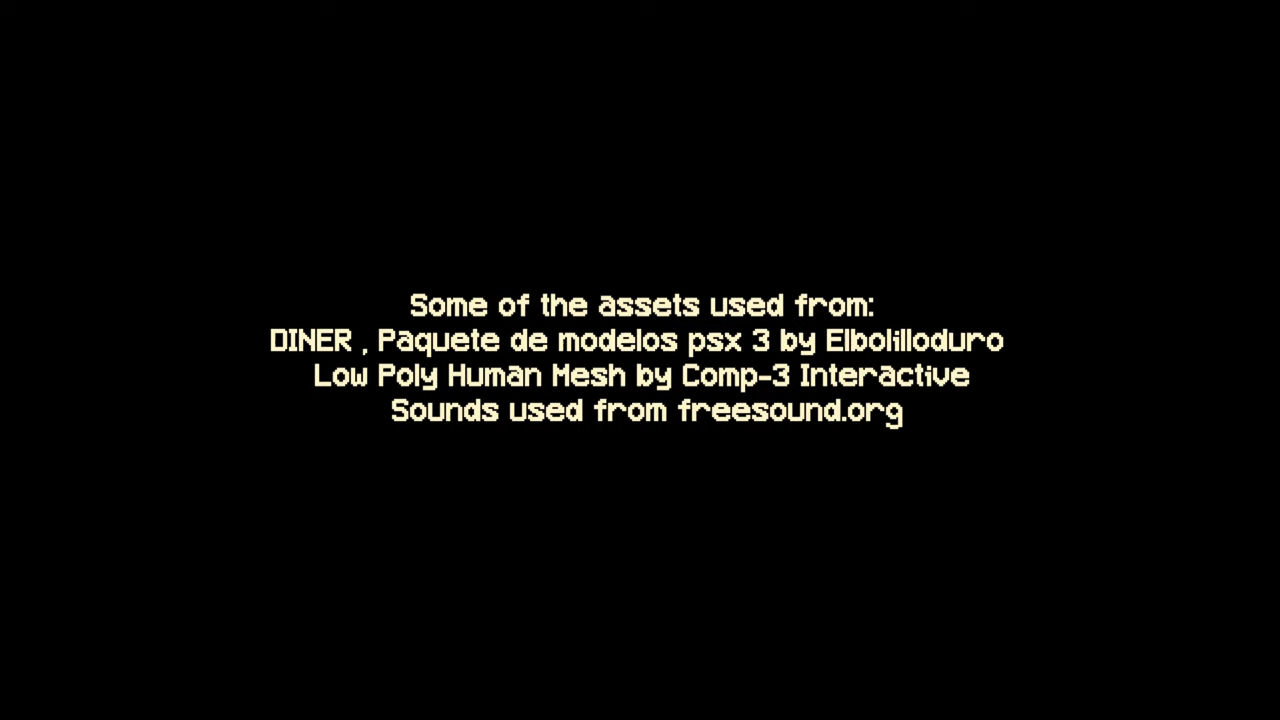 Some of the assets used from:
DINER , Paquete de modelos psx 3 by Elbolilloduro
Low Poly Human Mesh by Comp-3 Interactive
Sounds used from freesound.org